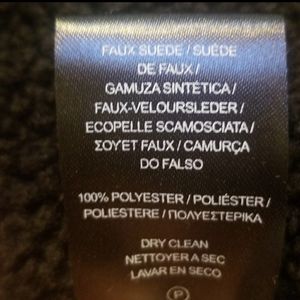 FAUX SUEDE / SUÈDE
DE FAUX /
GAMUZA SINTÉTICA /
FAUX-VELOURSLEDER /
ECOPELLE SCAMOSCIATA /
ΣΟΥΕΤ FAUX / CAMURÇA
DO FALSO
100% POLYESTER / POLIÉSTER /
POLIESTERE / ΠΟΛΥΕΣΤΕΡΙΚΑ
DRY CLEAN
NETTOYER A SEC
LAVAR EN SECO
P